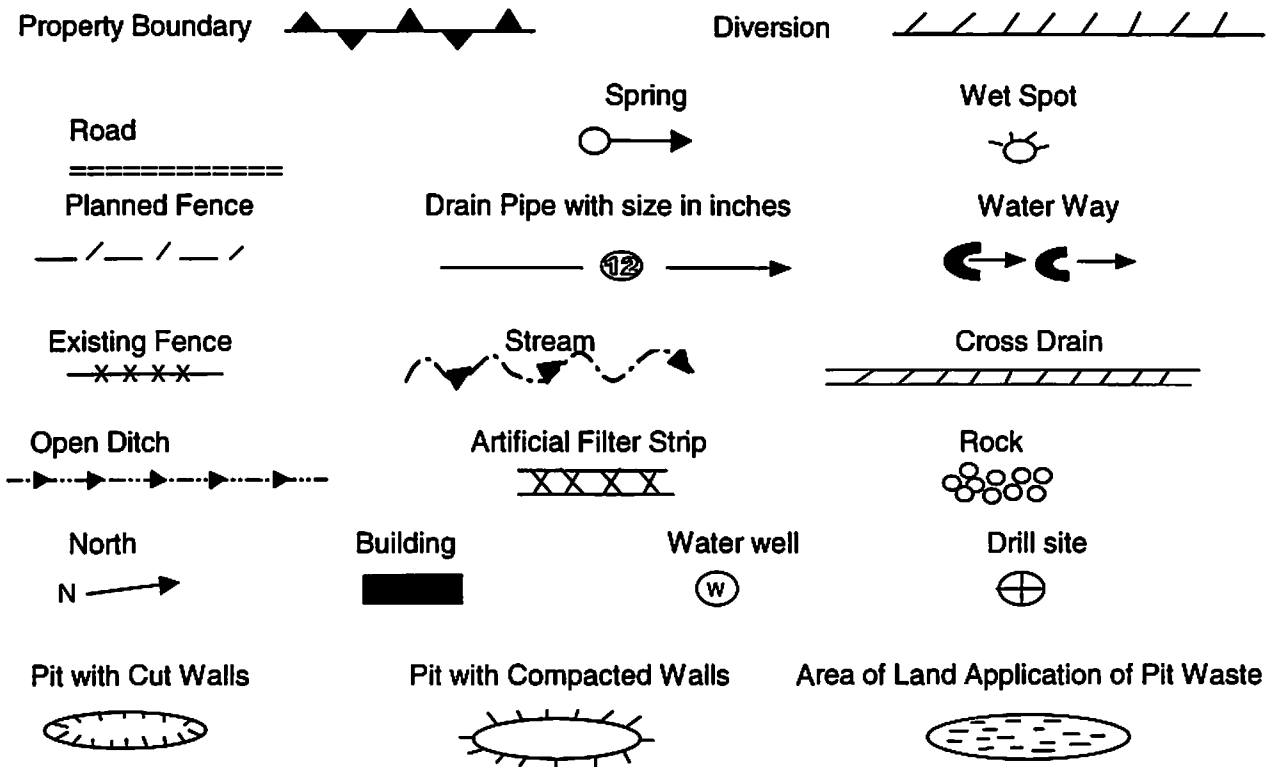 Property Boundary
Diversion
Spring
Wet Spot
Road
Planned Fence
Drain Pipe with size in inches
Water Way
12
Existing Fence
Stream
Cross Drain
X X X X
Open Ditch
Artificial Filter Strip
Rock
North
Building
Water well
Drill site
N
W
Pit with Cut Walls
Pit with Compacted Walls
Area of Land Application of Pit Waste